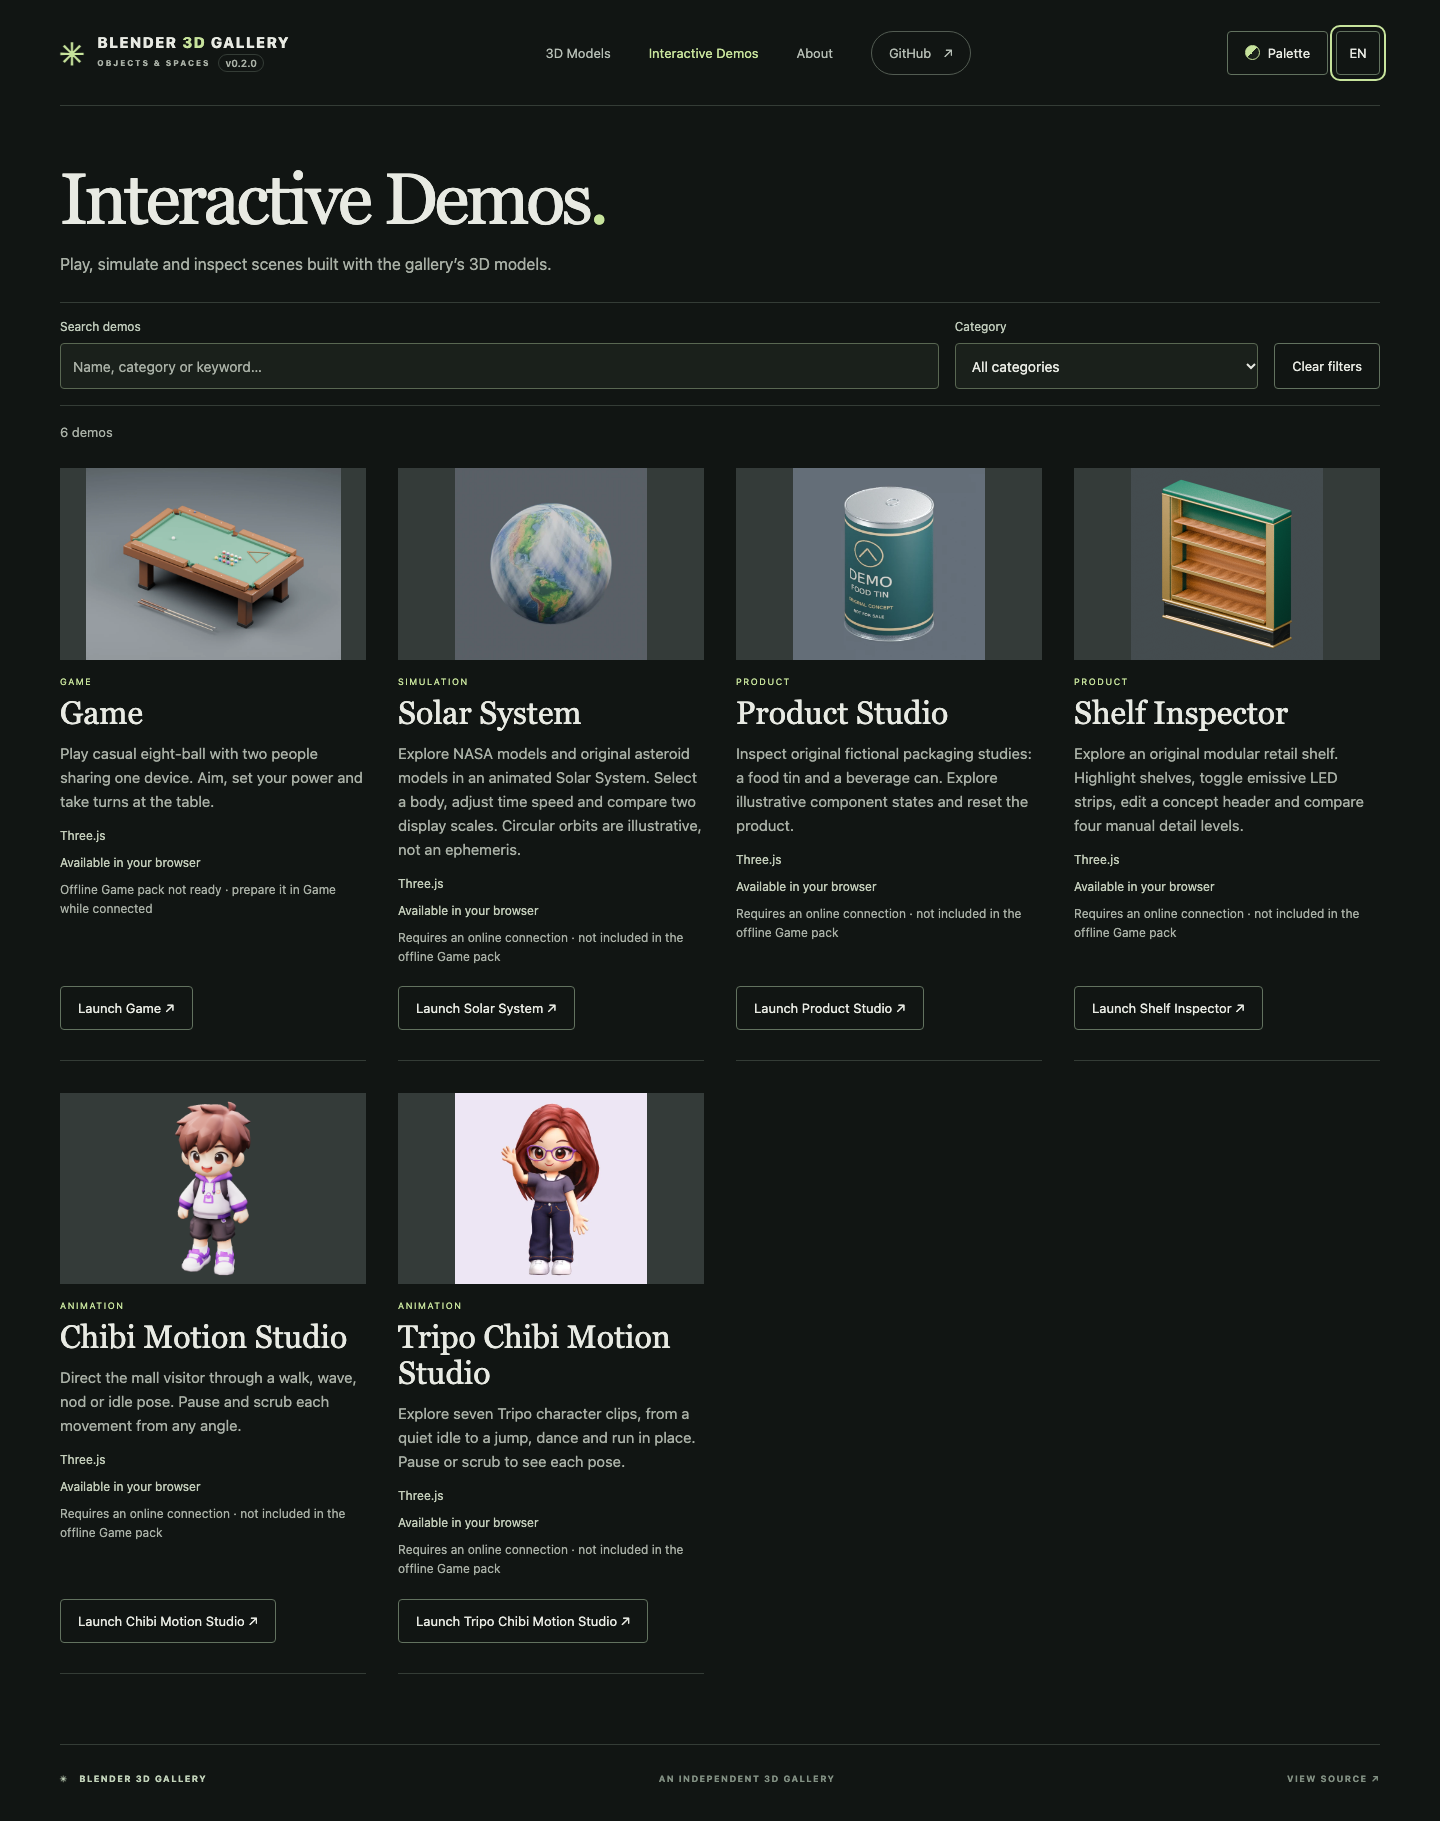 BLENDER 3D GALLERY
OBJECTS & SPACES v0.2.0
3D Models
Interactive Demos
About
GitHub ↗
Palette
EN
Interactive Demos.
Play, simulate and inspect scenes built with the gallery’s 3D models.
Search demos
Category
Name, category or keyword…
All categories
Clear filters
6 demos
DEMO
FOOD TIN
ORIGINAL CONCEPT
NOT FOR SALE
GAME
Game
Play casual eight-ball with two people
sharing one device. Aim, set your power and
take turns at the table.
Three.js
Available in your browser
Offline Game pack not ready · prepare it in Game
while connected
Launch Game ↗
SIMULATION
Solar System
Explore NASA models and original asteroid
models in an animated Solar System. Select
a body, adjust time speed and compare two
display scales. Circular orbits are illustrative,
not an ephemeris.
Three.js
Available in your browser
Requires an online connection · not included in the
offline Game pack
Launch Solar System ↗
PRODUCT
Product Studio
Inspect original fictional packaging studies:
a food tin and a beverage can. Explore
illustrative component states and reset the
product.
Three.js
Available in your browser
Requires an online connection · not included in the
offline Game pack
Launch Product Studio ↗
PRODUCT
Shelf Inspector
Explore an original modular retail shelf.
Highlight shelves, toggle emissive LED
strips, edit a concept header and compare
four manual detail levels.
Three.js
Available in your browser
Requires an online connection · not included in the
offline Game pack
Launch Shelf Inspector ↗
ANIMATION
Chibi Motion Studio
Direct the mall visitor through a walk, wave,
nod or idle pose. Pause and scrub each
movement from any angle.
Three.js
Available in your browser
Requires an online connection · not included in the
offline Game pack
Launch Chibi Motion Studio ↗
ANIMATION
Tripo Chibi Motion
Studio
Explore seven Tripo character clips, from a
quiet idle to a jump, dance and run in place.
Pause or scrub to see each pose.
Three.js
Available in your browser
Requires an online connection · not included in the
offline Game pack
Launch Tripo Chibi Motion Studio ↗
BLENDER 3D GALLERY
AN INDEPENDENT 3D GALLERY
VIEW SOURCE ↗